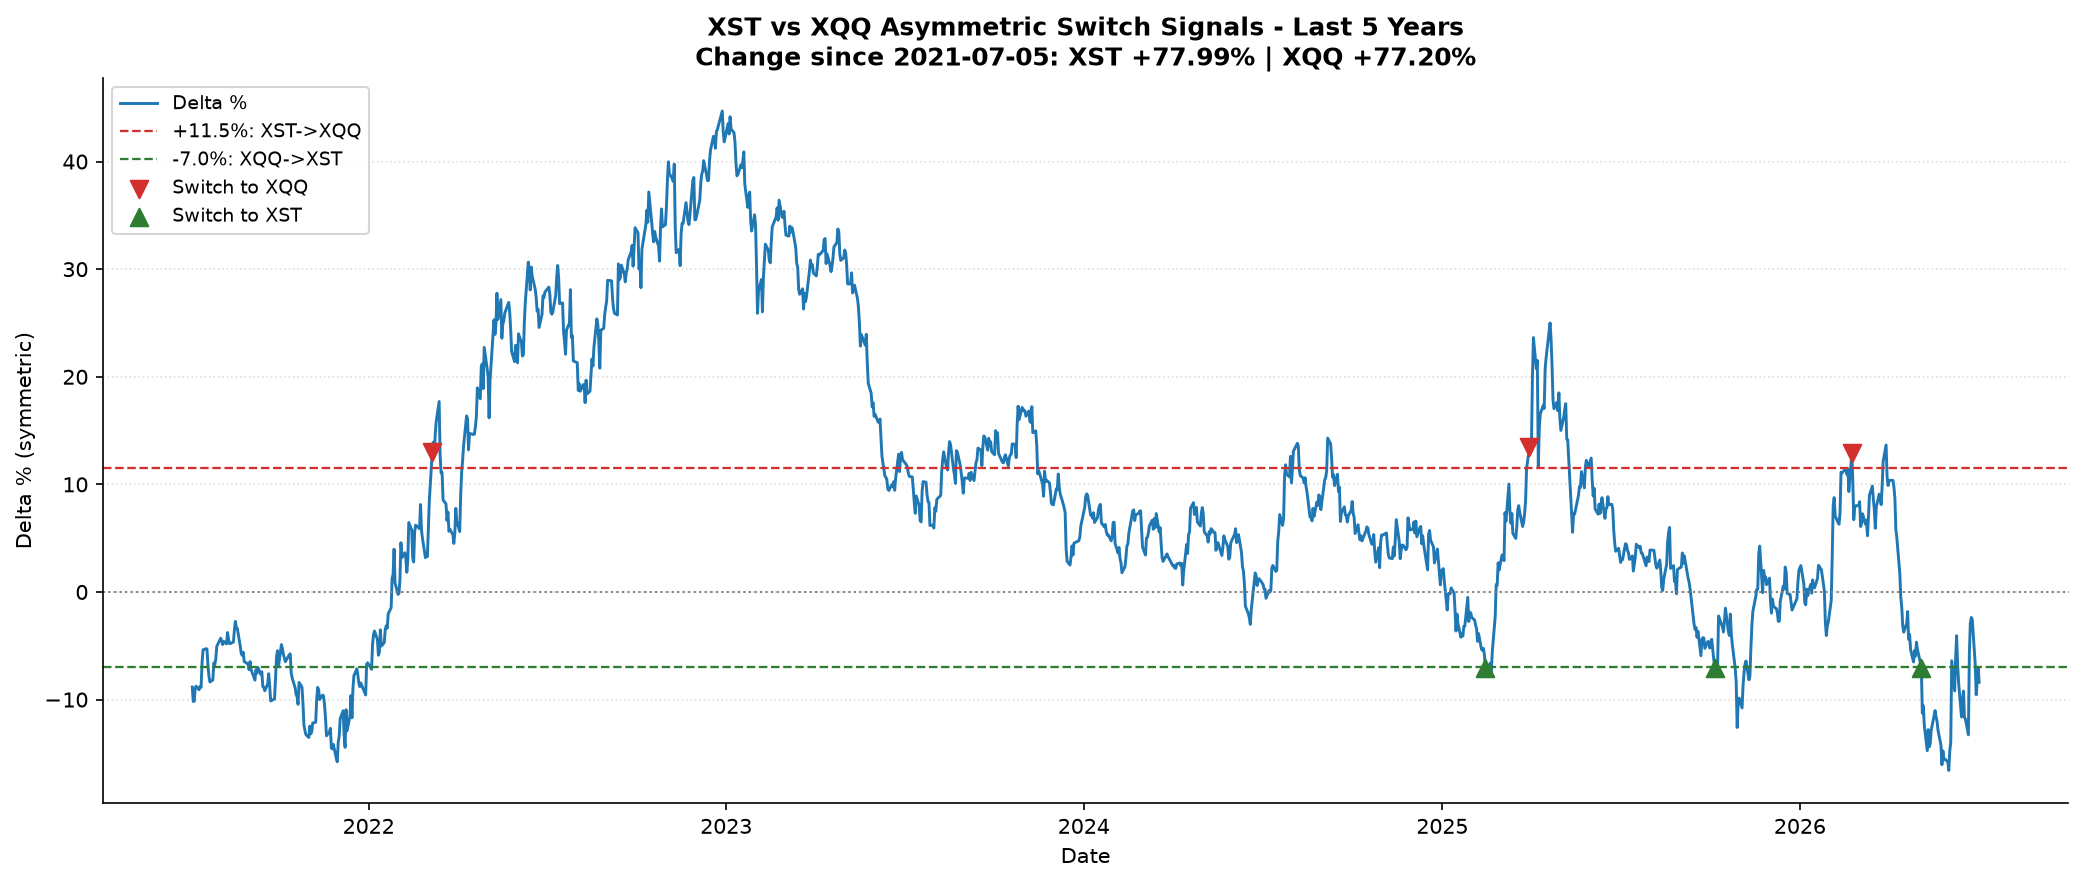 XST vs XQQ Asymmetric Switch Signals - Last 5 Years
Change since 2021-07-05: XST +77.99% | XQQ +77.20%
Delta %
+11.5%: XST->XQQ
-7.0%: XQQ->XST
Switch to XQQ
Switch to XST
Delta % (symmetric)
40
30
20
10
0
−10
2022
2023
2024
2025
2026
Date